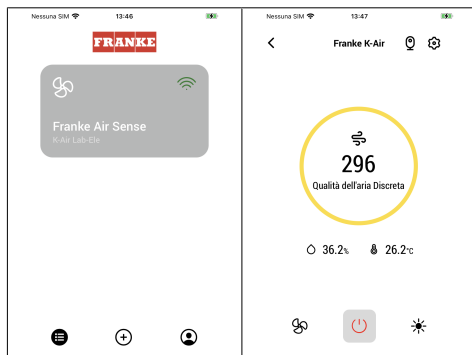 Nessuna SIM 13:46
FRANKE
Franke Air Sense
K-Air Lab-Ele
Nessuna SIM 13:47
Franke K-Air
296
Qualità dell'aria Discreta
36.2% 26.2°C